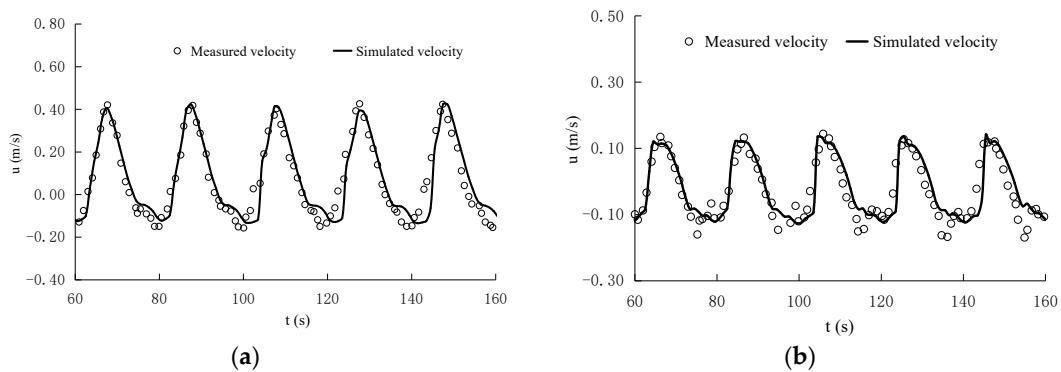 0.80
Measured velocity Simulated velocity
0.60
0.40
0.20
0.00
−0.20
−0.40
u (m/s)
60 80 100 120 140 160
t (s)
(a)
0.50
Measured velocity Simulated velocity
0.30
0.10
−0.10
−0.30
u (m/s)
60 80 100 120 140 160
t (s)
(b)